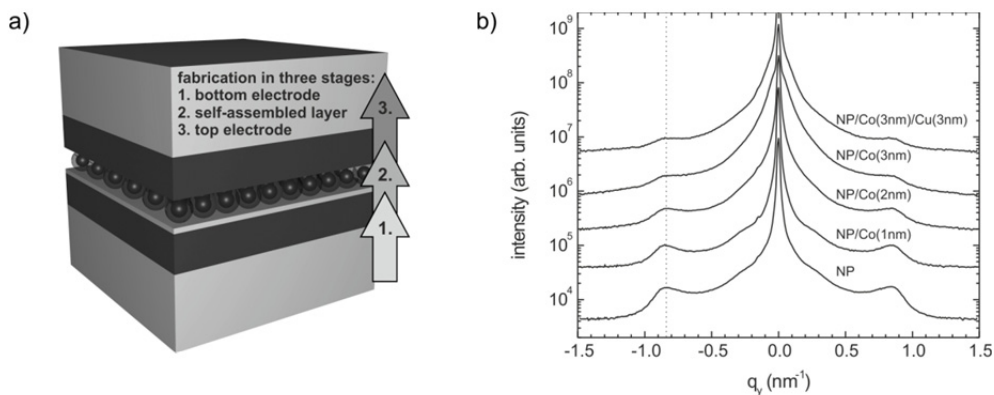 a)
fabrication in three stages:
1. bottom electrode
2. self-assembled layer
3. top electrode
3.
2.
1.
b)
10⁹
10⁸
10⁷
10⁶
10⁵
10⁴
intensity (arb. units)
NP/Co(3nm)/Cu(3nm)
NP/Co(3nm)
NP/Co(2nm)
NP/Co(1nm)
NP
-1.5 -1.0 -0.5 0.0 0.5 1.0 1.5
q_y (nm⁻¹)